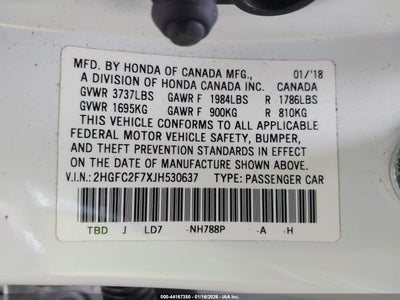 MFD. BY HONDA OF CANADA MFG., 01/'18
A DIVISION OF HONDA CANADA INC. CANADA
GVWR 3737LBS GAWR F 1984LBS R 1786LBS
GVWR 1695KG GAWR F 900KG R 810KG
THIS VEHICLE CONFORMS TO ALL APPLICABLE
FEDERAL MOTOR VEHICLE SAFETY, BUMPER,
AND THEFT PREVENTION STANDARDS IN EFFECT
ON THE DATE OF MANUFACTURE SHOWN ABOVE.
V.I.N.: 2HGFC2F7XJH530637 TYPE: PASSENGER CAR
TBD J LD7 NH788P A H
000-44167350 - 01/18/2026 - IAAI.COM